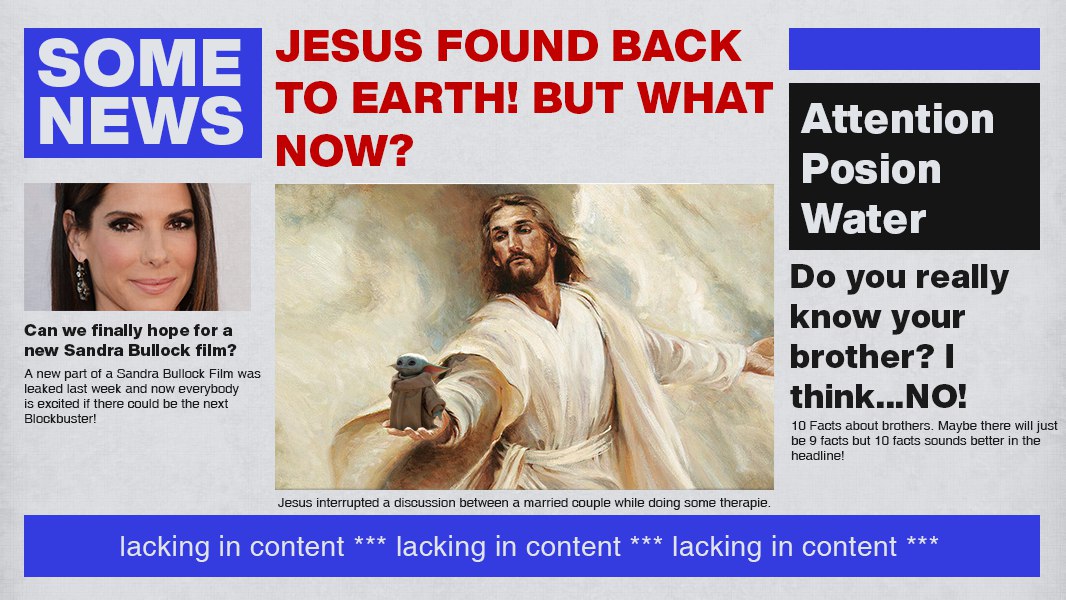 SOME
NEWS
JESUS FOUND BACK
TO EARTH! BUT WHAT
NOW?
Can we finally hope for a
new Sandra Bullock film?
A new part of a Sandra Bullock Film was
leaked last week and now everybody
is excited if there could be the next
Blockbuster!
Jesus interrupted a discussion between a married couple while doing some therapie.
Attention
Posion
Water
Do you really
know your
brother? I
think...NO!
10 Facts about brothers. Maybe there will just
be 9 facts but 10 facts sounds better in the
headline!
lacking in content *** lacking in content *** lacking in content ***